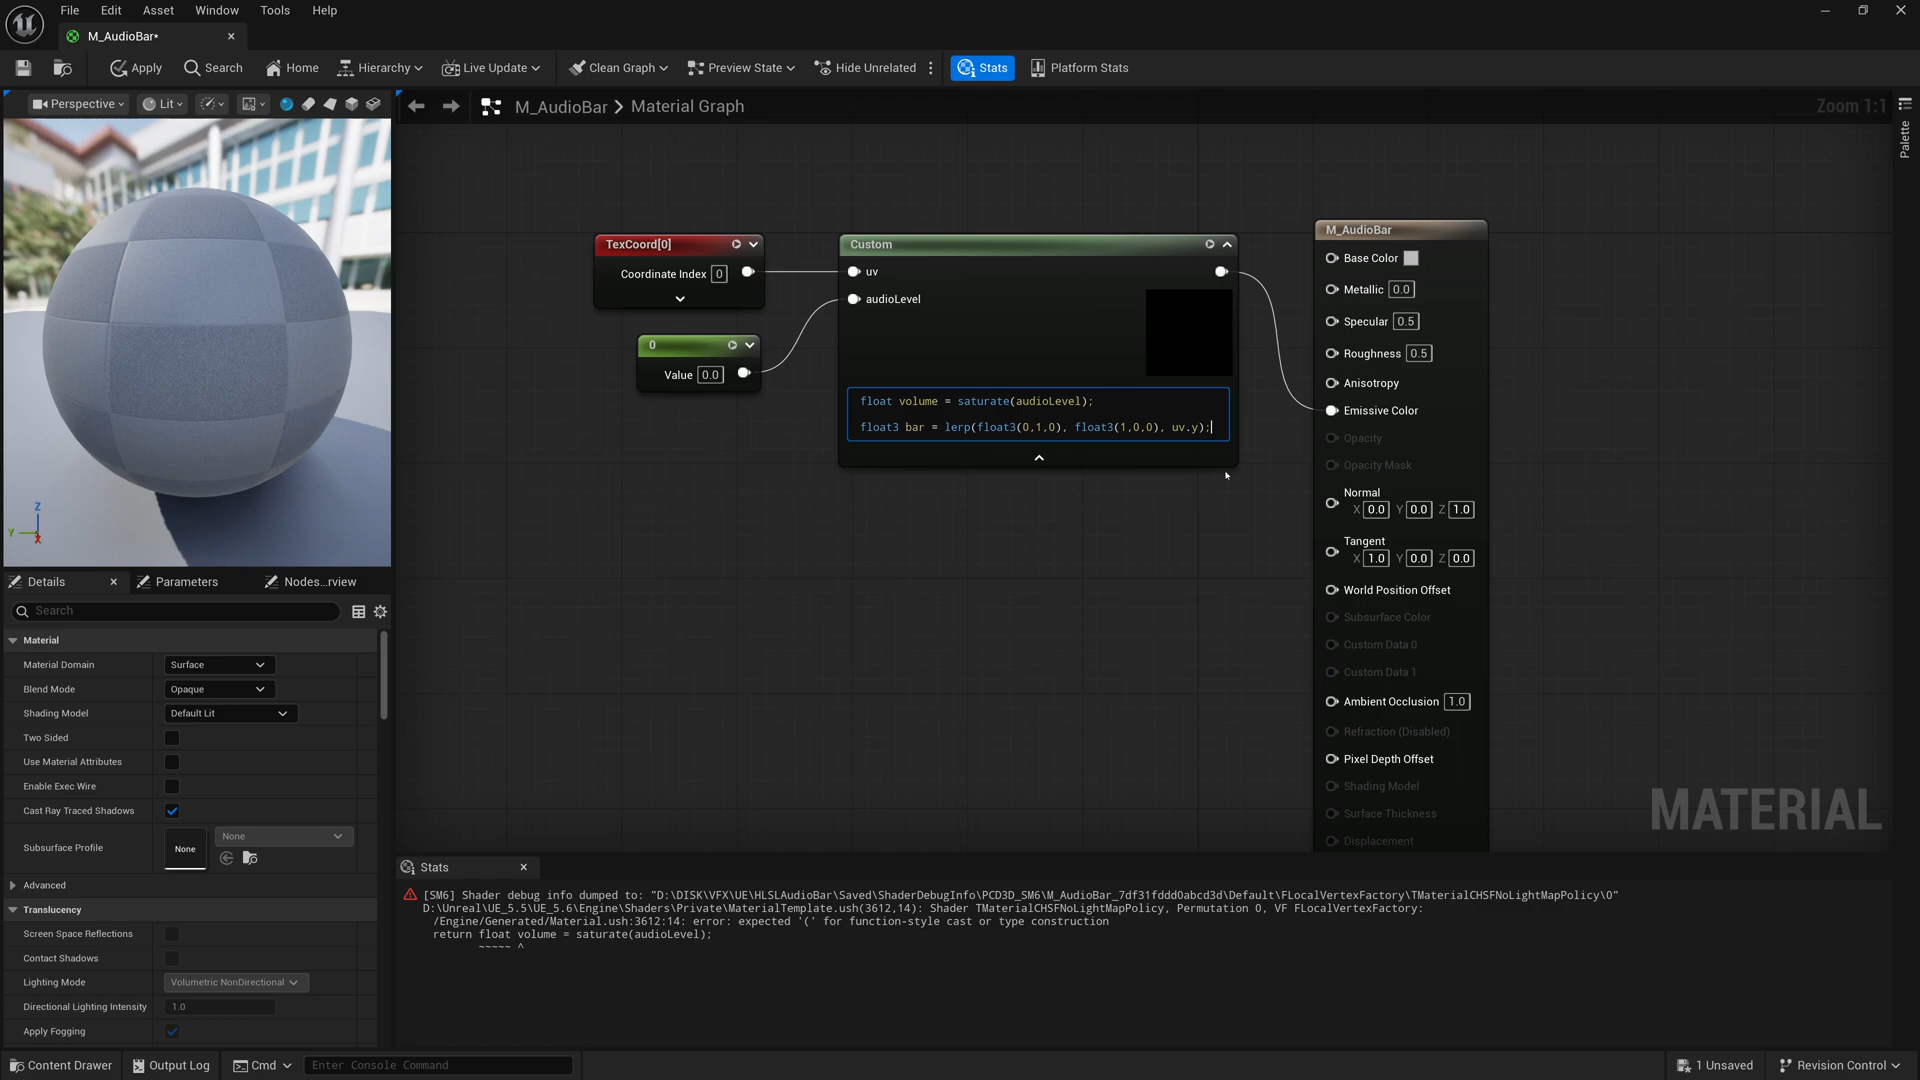 File Edit Asset Window Tools Help
M_AudioBar*
Apply Search Home Hierarchy Live Update Clean Graph Preview State Hide Unrelated Stats Platform Stats
Perspective Lit
M_AudioBar > Material Graph
Zoom 1:1
Palette
TexCoord[0]
Coordinate Index 0
0
Value 0.0
Custom
uv
audioLevel
float volume = saturate(audioLevel);
float3 bar = lerp(float3(0,1,0), float3(1,0,0), uv.y);
M_AudioBar
Base Color
Metallic 0.0
Specular 0.5
Roughness 0.5
Anisotropy
Emissive Color
Opacity
Opacity Mask
Normal
X 0.0 Y 0.0 Z 1.0
Tangent
X 1.0 Y 0.0 Z 0.0
World Position Offset
Subsurface Color
Custom Data 0
Custom Data 1
Ambient Occlusion 1.0
Refraction (Disabled)
Pixel Depth Offset
Shading Model
Surface Thickness
Displacement
MATERIAL
Z
Y
X
Details Parameters Nodes...rview
Search
Material
Material Domain Surface
Blend Mode Opaque
Shading Model Default Lit
Two Sided
Use Material Attributes
Enable Exec Wire
Cast Ray Traced Shadows
Subsurface Profile None None
Advanced
Translucency
Screen Space Reflections
Contact Shadows
Lighting Mode Volumetric NonDirectional
Directional Lighting Intensity 1.0
Apply Fogging
Stats
[SM6] Shader debug info dumped to: "D:\DISK\VFX\UE\HLSLAudioBar\Saved\ShaderDebugInfo\PCD3D_SM6\M_AudioBar_7df31fddd0abcd3d\Default\FLocalVertexFactory\TMaterialCHSFNoLightMapPolicy\0"
D:\Unreal\UE_5.5\UE_5.6\Engine\Shaders\Private\MaterialTemplate.ush(3612,14): Shader TMaterialCHSFNoLightMapPolicy, Permutation 0, VF FLocalVertexFactory:
/Engine/Generated/Material.ush:3612:14: error: expected '(' for function-style cast or type construction
return float volume = saturate(audioLevel);
~~~~~ ^
Content Drawer Output Log Cmd Enter Console Command 1 Unsaved Revision Control